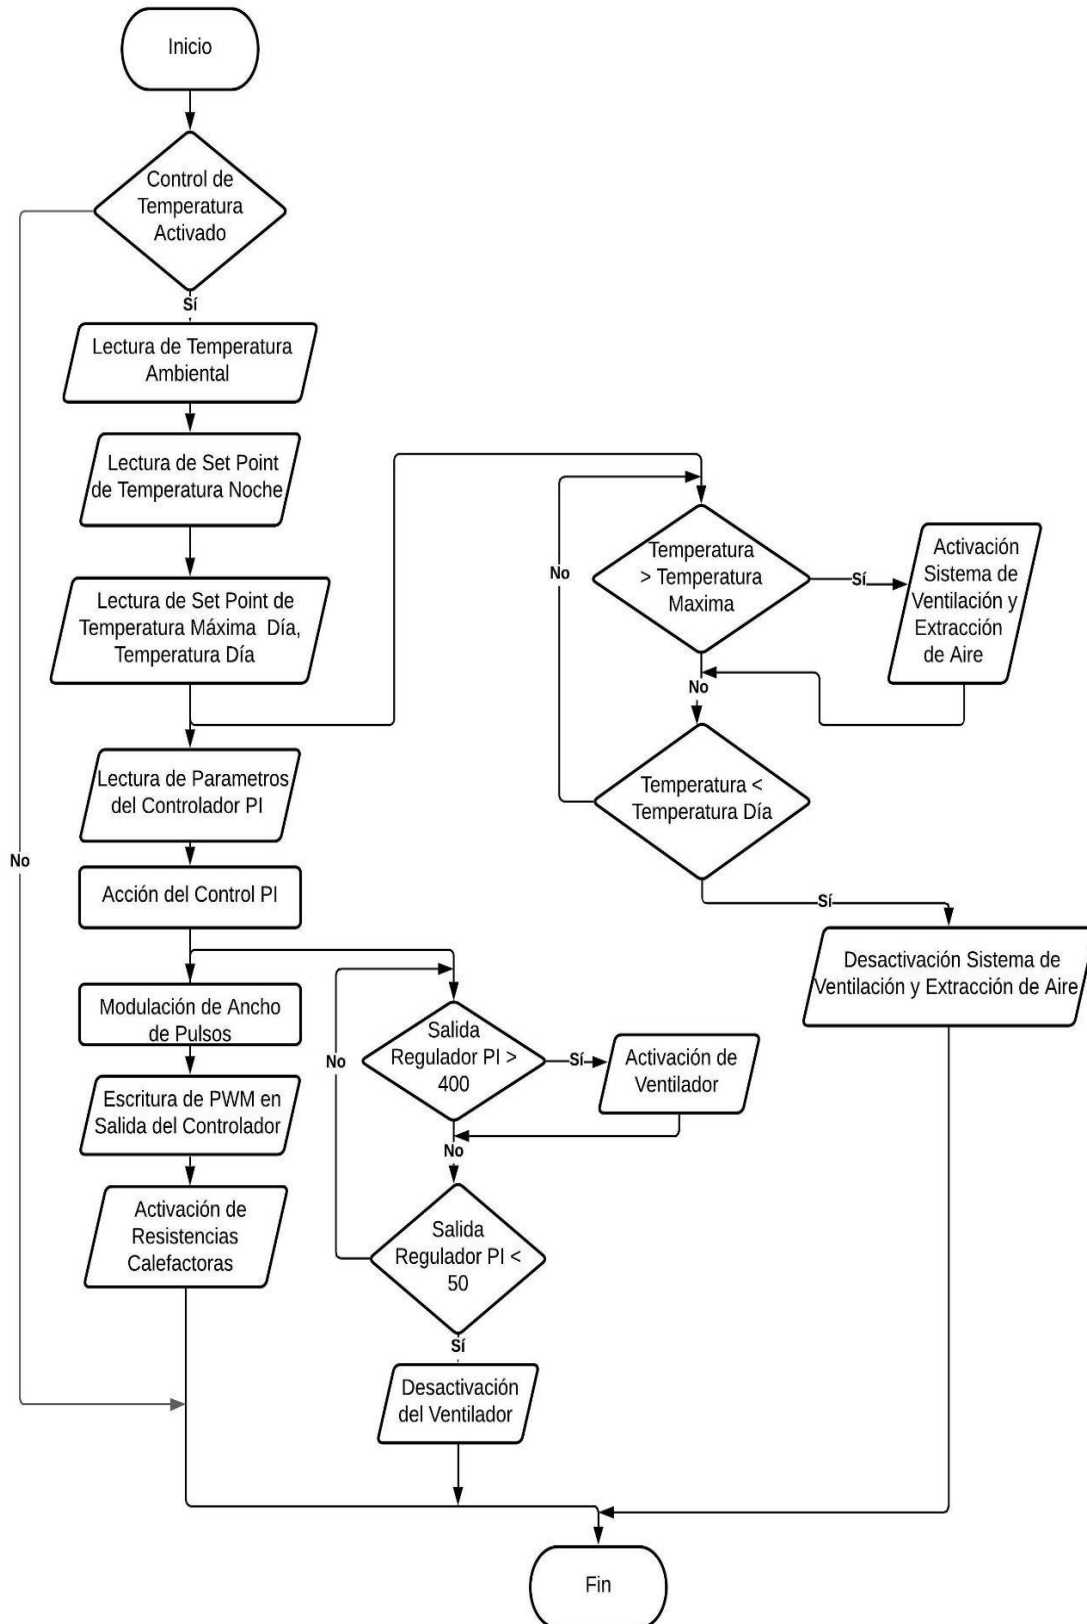 Inicio
Control de
Temperatura
Activado
Sí
Lectura de Temperatura
Ambiental
Lectura de Set Point
de Temperatura Noche
Lectura de Set Point de
Temperatura Máxima Día,
Temperatura Día
Lectura de Parametros
del Controlador PI
No
Acción del Control PI
Modulación de Ancho
de Pulsos
Escritura de PWM en
Salida del Controlador
Activación de
Resistencias
Calefactoras
Salida
Regulador PI >
400
Sí
Activación de
Ventilador
No
No
Salida
Regulador PI <
50
Sí
Desactivación
del Ventilador
Temperatura
> Temperatura
Maxima
Sí
Activación
Sistema de
Ventilación y
Extracción
de Aire
No
No
Temperatura <
Temperatura Día
Sí
Desactivación Sistema de
Ventilación y Extracción de Aire
Fin